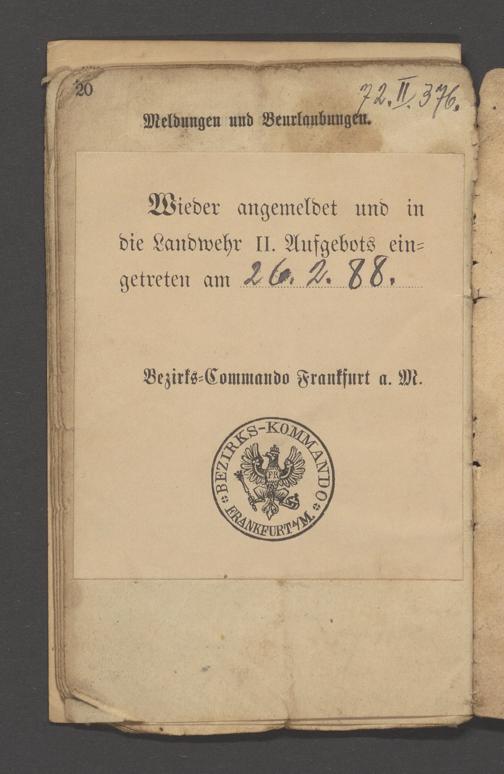 20
72.II.376.
Meldungen und Beurlaubungen.
Wieder angemeldet und in
die Landwehr II. Aufgebots ein-
getreten am 26. 2. 88.
Bezirks-Commando Frankfurt a. M.
BEZIRKS-KOMMANDO
FR
FRANKFURT a/M.